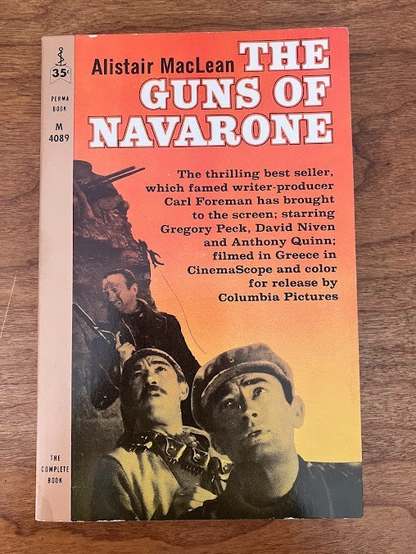 35¢
PERMA
BOOK
M
4089
Alistair MacLean THE
GUNS OF
NAVARONE
The thrilling best seller,
which famed writer-producer
Carl Foreman has brought
to the screen; starring
Gregory Peck, David Niven
and Anthony Quinn;
filmed in Greece in
CinemaScope and color
for release by
Columbia Pictures
THE
COMPLETE
BOOK